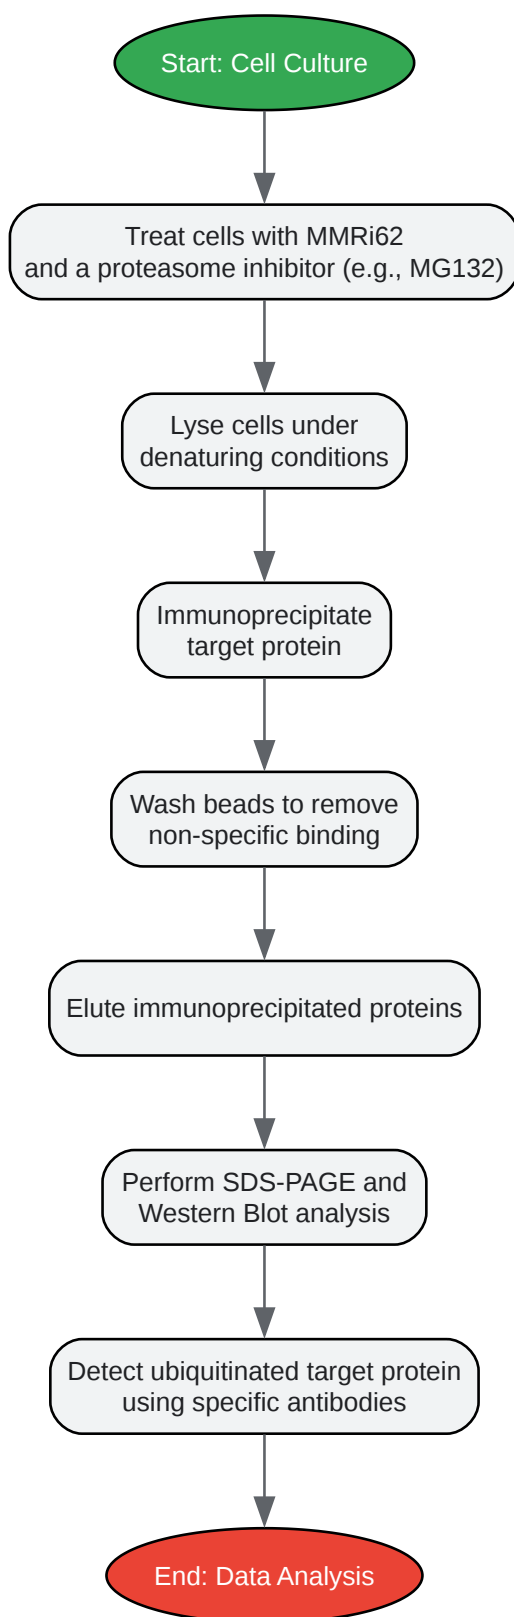 Start: Cell Culture
Treat cells with MMRi62
and a proteasome inhibitor (e.g., MG132)
Lyse cells under
denaturing conditions
Immunoprecipitate
target protein
Wash beads to remove
non-specific binding
Elute immunoprecipitated proteins
Perform SDS-PAGE and
Western Blot analysis
Detect ubiquitinated target protein
using specific antibodies
End: Data Analysis